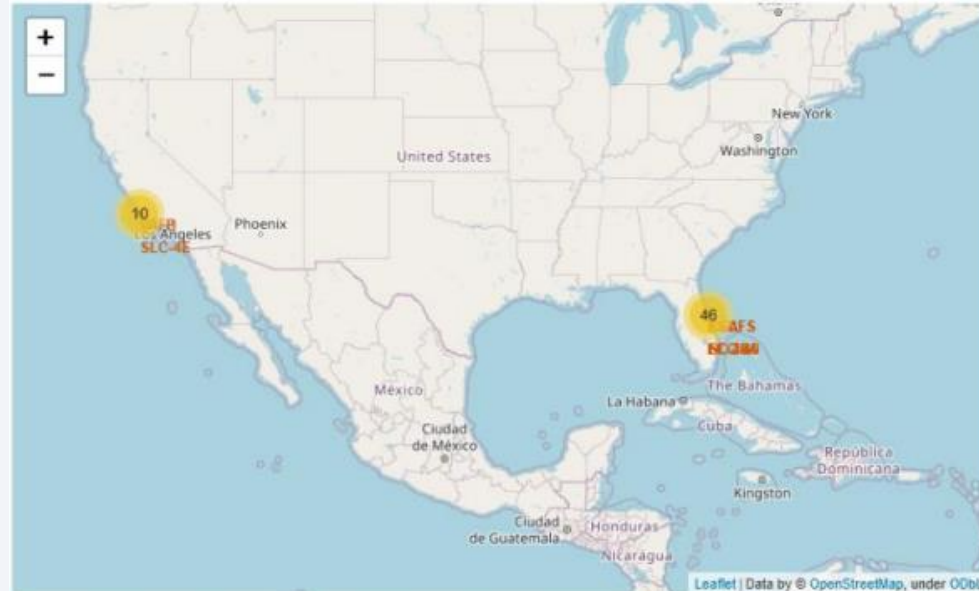 +
−
New York
Washington
United States
10
Phoenix
Los Angeles
SLC-4E
46
AFS
The Bahamas
La Habana
México
Cuba
Ciudad
de México
República
Dominicana
Kingston
Ciudad
de Guatemala
Honduras
Nicaragua
Leaflet | Data by © OpenStreetMap, under ODbL